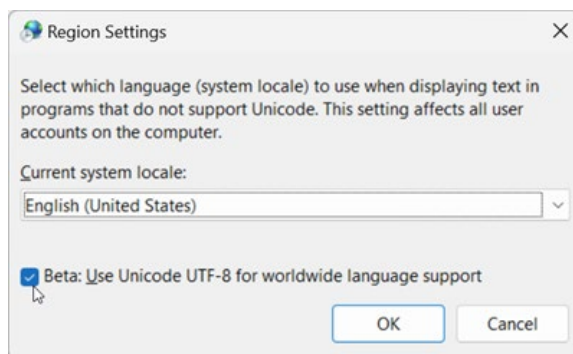 Region Settings
Select which language (system locale) to use when displaying text in
programs that do not support Unicode. This setting affects all user
accounts on the computer.
Current system locale:
English (United States)
Beta: Use Unicode UTF-8 for worldwide language support
OK Cancel